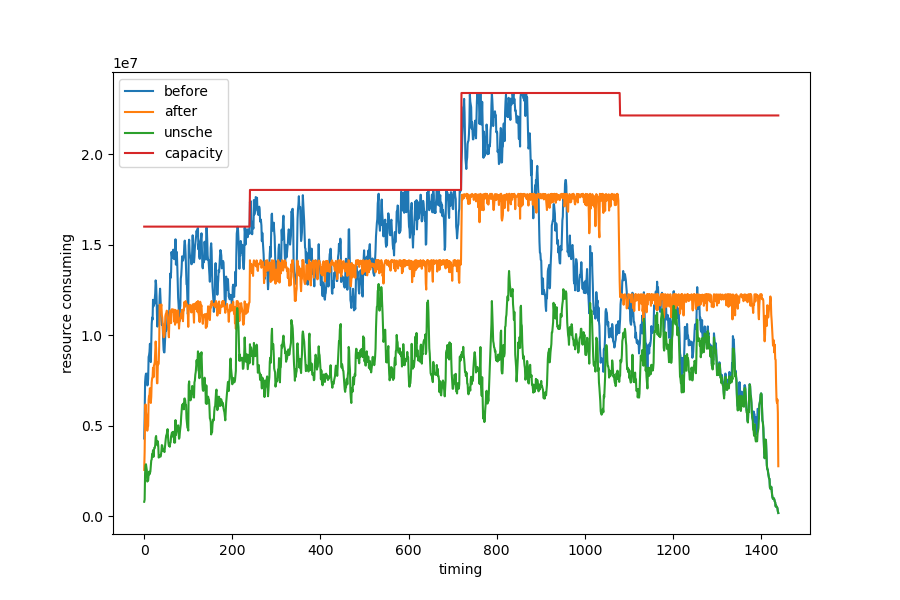 1e7
before
after
unsche
capacity
2.0
1.5
1.0
0.5
0.0
resource consuming
0 200 400 600 800 1000 1200 1400
timing